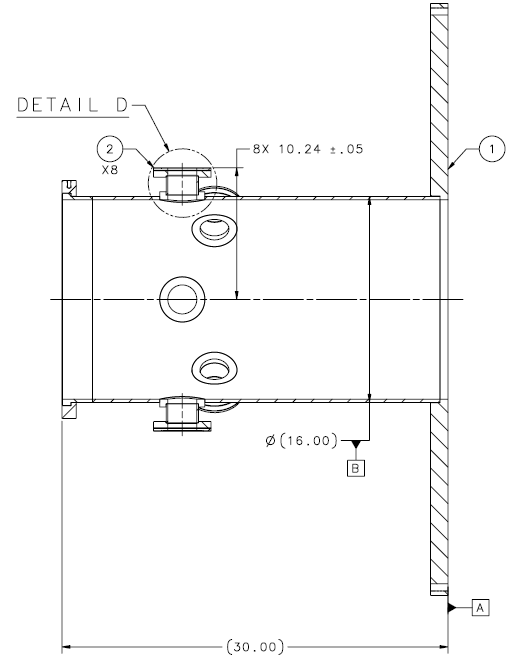 DETAIL D
2
X8
8X 10.24 ±.05
1
Ø(16.00)
B
A
(30.00)